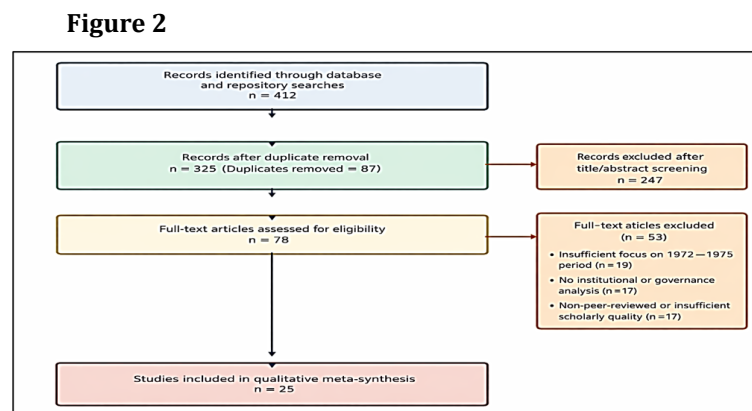 Figure 2
Records identified through database
and repository searches
n = 412
Records after duplicate removal
n = 325 (Duplicates removed = 87)
Records excluded after
title/abstract screening
n = 247
Full-text articles assessed for eligibility
n = 78
Full-text aticles excluded
(n = 53)
• Insufficient focus on 1972—1975
period (n = 19)
• No institutional or governance
analysis (n = 17)
• Non-peer-reviewed or insufficient
scholarly quality (n = 17)
Studies included in qualitative meta-synthesis
n = 25